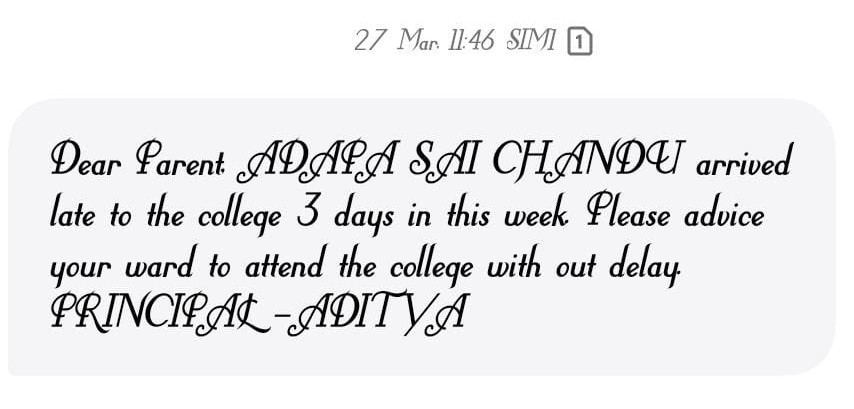 27 Mar. 11:46 SIM1 1
Dear Parent, ADAPA SAI CHANDU arrived
late to the college 3 days in this week. Please advice
your ward to attend the college with out delay.
PRINCIPAL -ADITYA